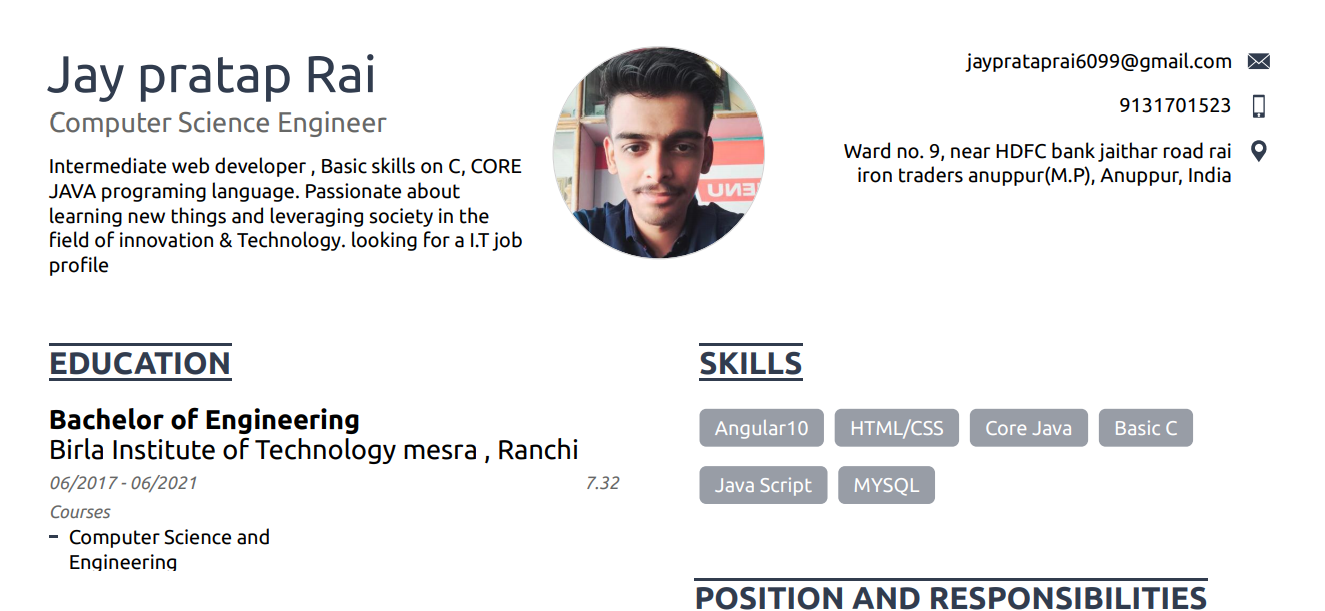 Jay pratap Rai
Computer Science Engineer
Intermediate web developer , Basic skills on C, CORE
JAVA programing language. Passionate about
learning new things and leveraging society in the
field of innovation & Technology. looking for a I.T job
profile
MENU
jayprataprai6099@gmail.com
9131701523
Ward no. 9, near HDFC bank jaithar road rai
iron traders anuppur(M.P), Anuppur, India
EDUCATION
Bachelor of Engineering
Birla Institute of Technology mesra , Ranchi
06/2017 - 06/2021 7.32
Courses
– Computer Science and
Engineering
SKILLS
Angular10 HTML/CSS Core Java Basic C
Java Script MYSQL
POSITION AND RESPONSIBILITIES